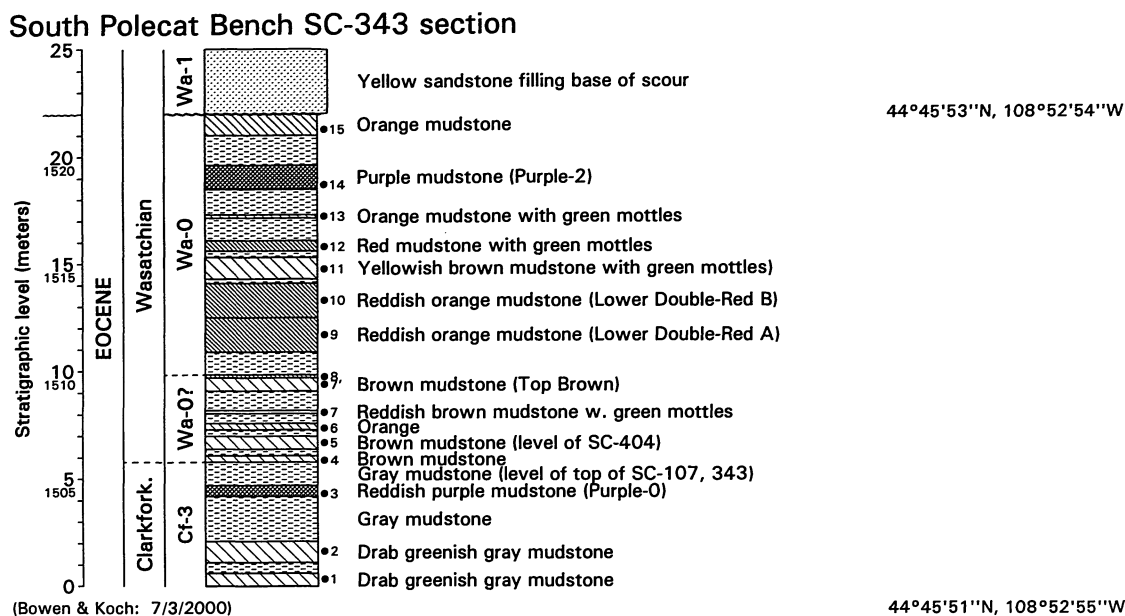 South Polecat Bench SC-343 section
25
Wa-1
Yellow sandstone filling base of scour
44°45'53''N, 108°52'54''W
15 Orange mudstone
20
1520
14 Purple mudstone (Purple-2)
13 Orange mudstone with green mottles
Stratigraphic level (meters)
EOCENE
Wasatchian
Wa-0
12 Red mudstone with green mottles
15
1515
11 Yellowish brown mudstone with green mottles)
10 Reddish orange mudstone (Lower Double-Red B)
9 Reddish orange mudstone (Lower Double-Red A)
10
1510
8
7' Brown mudstone (Top Brown)
Wa-0?
7 Reddish brown mudstone w. green mottles
6 Orange
5 Brown mudstone (level of SC-404)
4 Brown mudstone
Gray mudstone (level of top of SC-107, 343)
5
1505
3 Reddish purple mudstone (Purple-0)
Clarkfork.
Cf-3
Gray mudstone
2 Drab greenish gray mudstone
0
1 Drab greenish gray mudstone
(Bowen & Koch: 7/3/2000)
44°45'51''N, 108°52'55''W